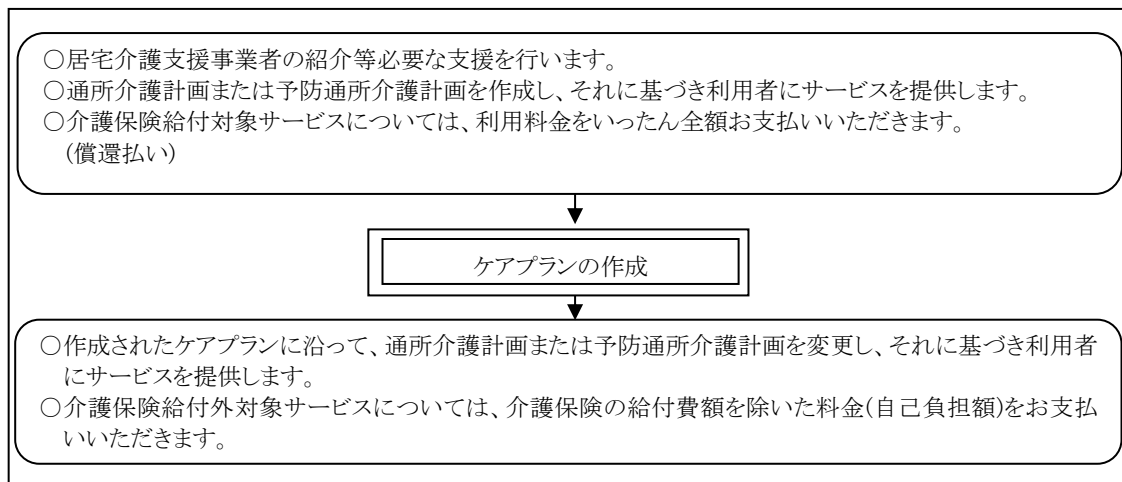 ○居宅介護支援事業者の紹介等必要な支援を行います。
○通所介護計画または予防通所介護計画を作成し、それに基づき利用者にサービスを提供します。
○介護保険給付対象サービスについては、利用料金をいったん全額お支払いいただきます。
(償還払い)
ケアプランの作成
○作成されたケアプランに沿って、通所介護計画または予防通所介護計画を変更し、それに基づき利用者
にサービスを提供します。
○介護保険給付外対象サービスについては、介護保険の給付費額を除いた料金(自己負担額)をお支払
いいただきます。